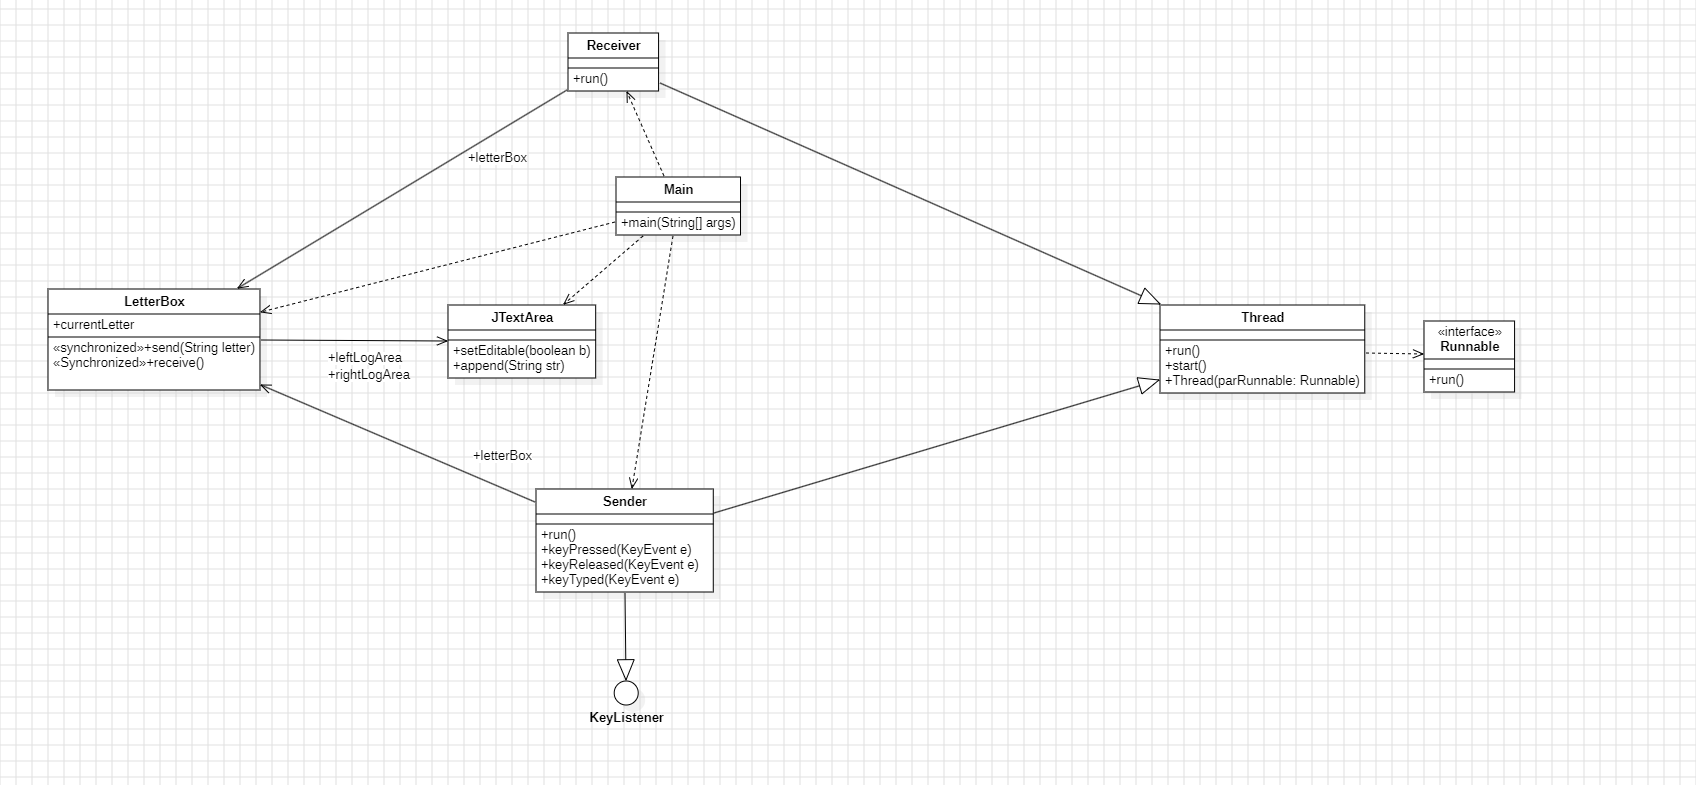 Receiver
+run()
+letterBox
Main
+main(String[] args)
LetterBox
+currentLetter
«synchronized»+send(String letter)
«Synchronized»+receive()
+leftLogArea
+rightLogArea
JTextArea
+setEditable(boolean b)
+append(String str)
Thread
+run()
+start()
+Thread(parRunnable: Runnable)
«interface»
Runnable
+run()
+letterBox
Sender
+run()
+keyPressed(KeyEvent e)
+keyReleased(KeyEvent e)
+keyTyped(KeyEvent e)
KeyListener